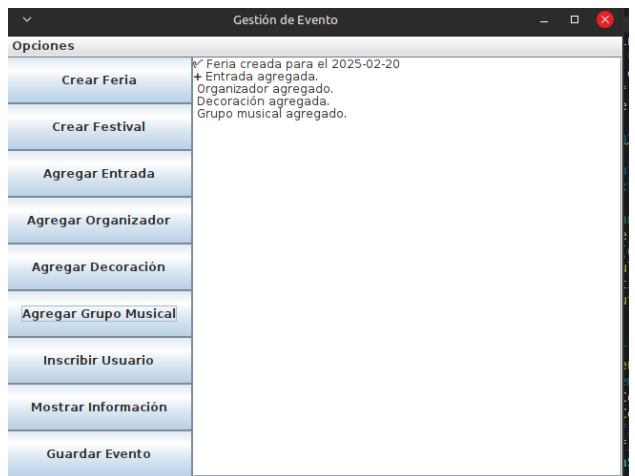 Gestión de Evento
Opciones
Crear Feria
Crear Festival
Agregar Entrada
Agregar Organizador
Agregar Decoración
Agregar Grupo Musical
Inscribir Usuario
Mostrar Información
Guardar Evento
✔ Feria creada para el 2025-02-20
+ Entrada agregada.
Organizador agregado.
Decoración agregada.
Grupo musical agregado.